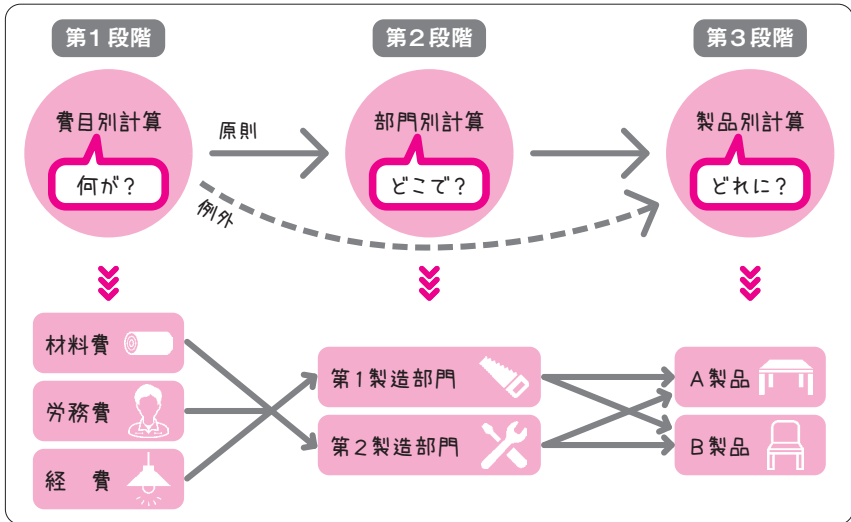 第1段階
第2段階
第3段階
費目別計算
何が?
原則
部門別計算
どこで?
製品別計算
どれに?
例外
材料費
労務費
経 費
第1製造部門
第2製造部門
A製品
B製品